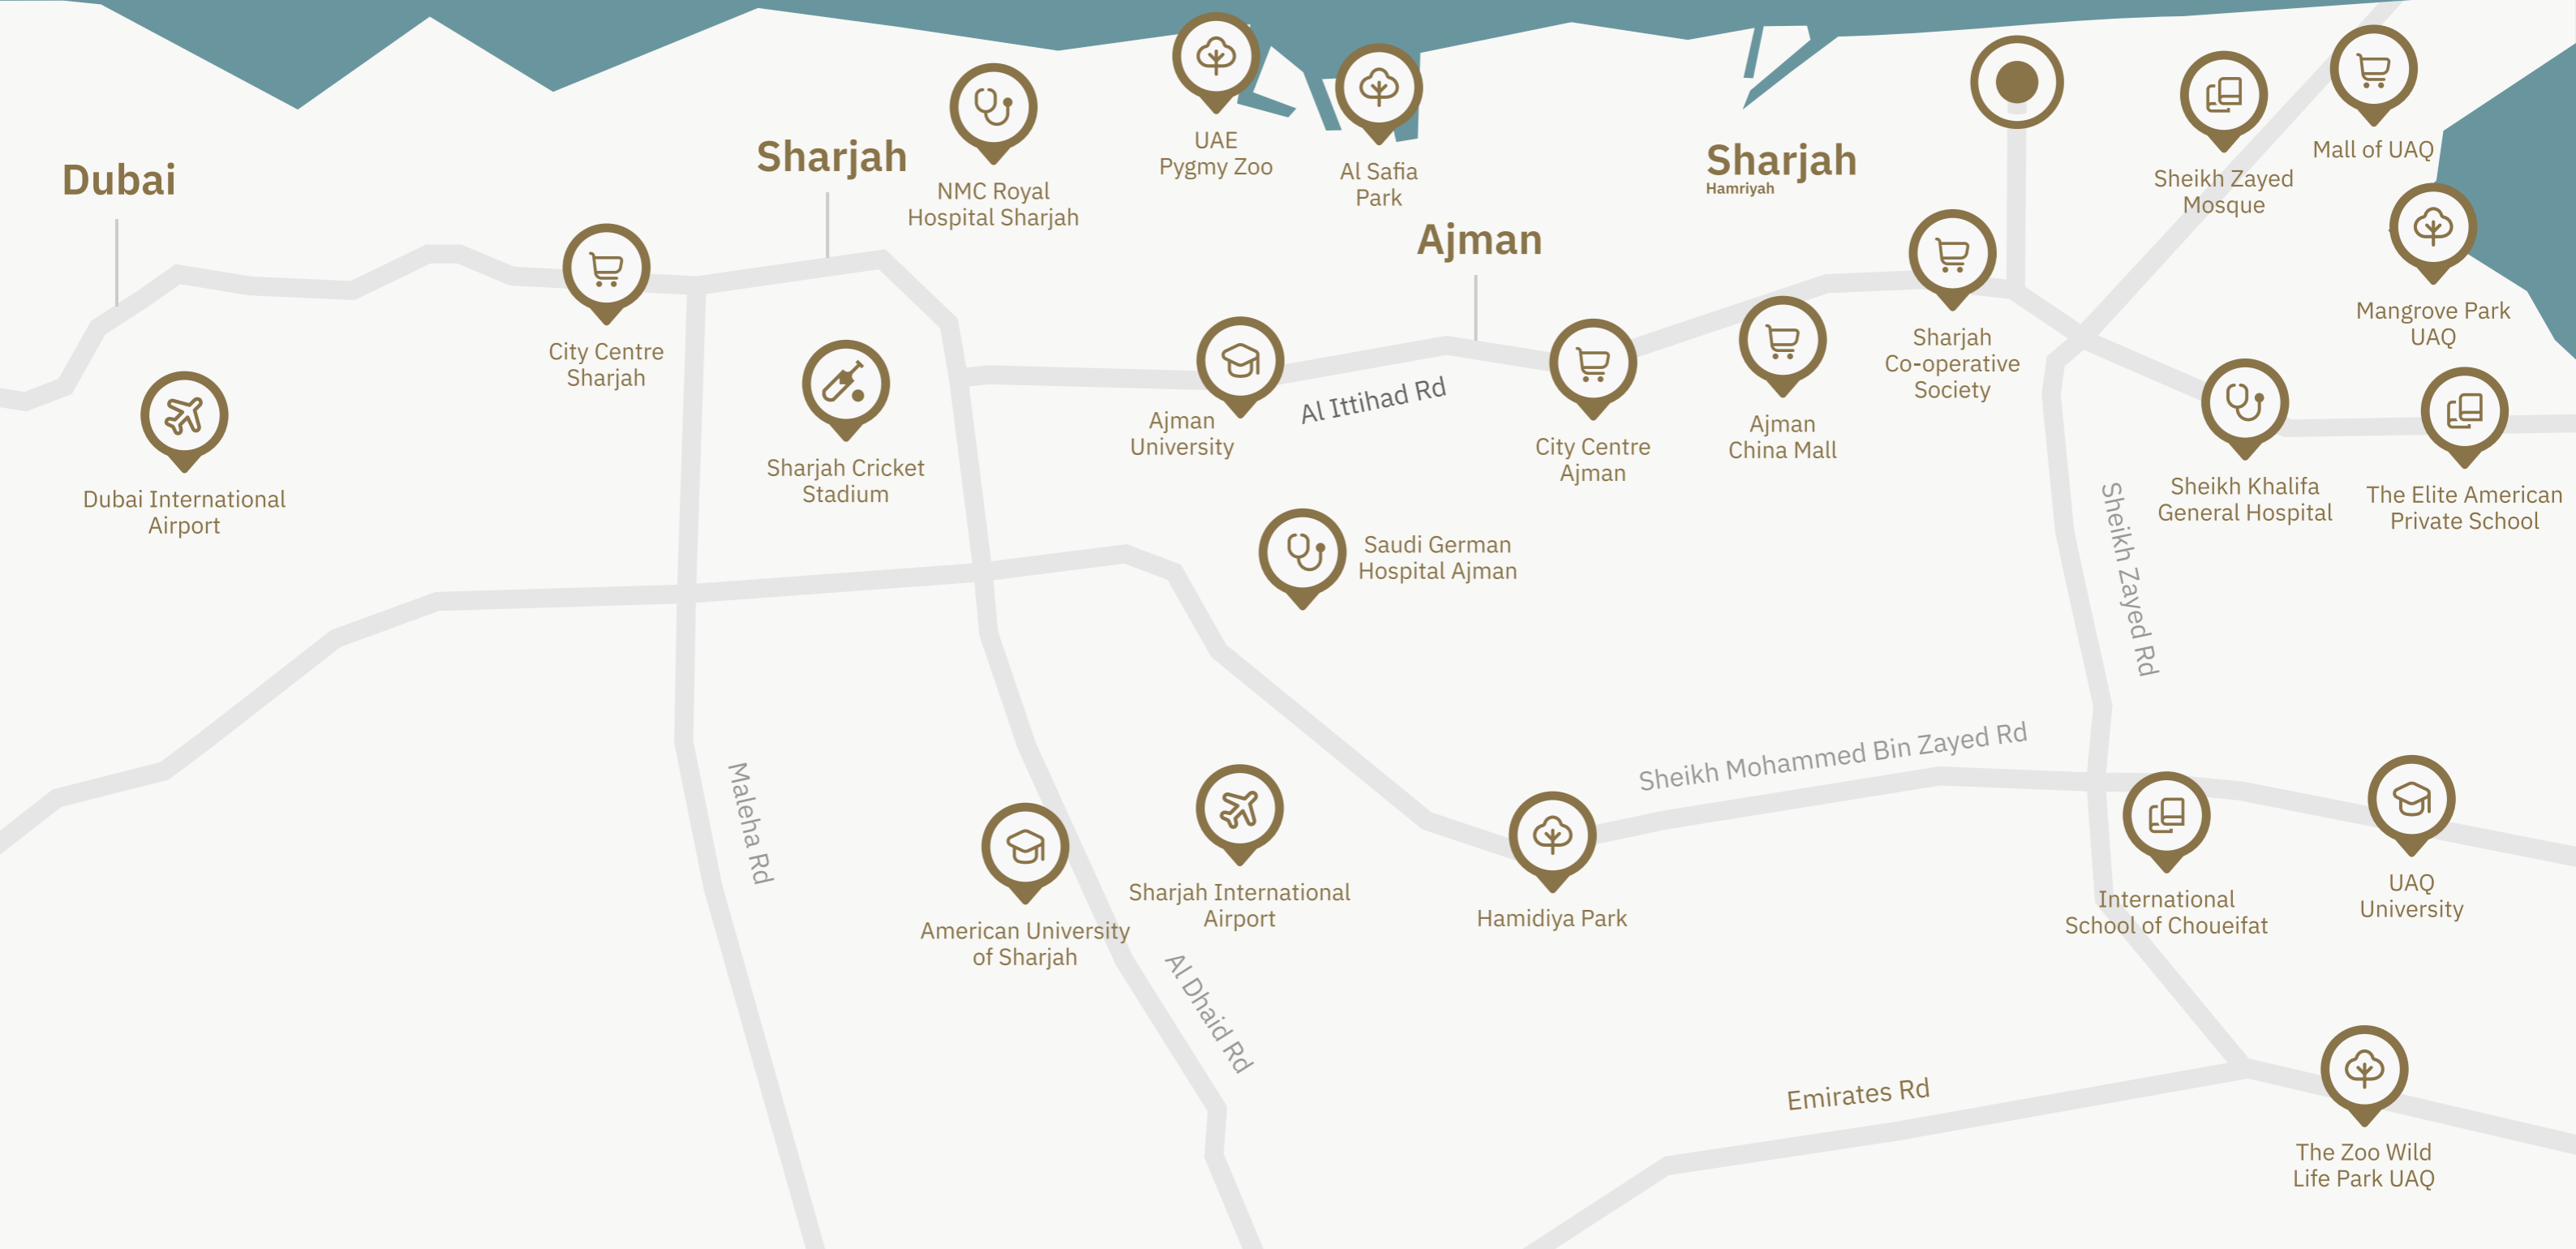 Dubai
Sharjah
NMC Royal
Hospital Sharjah
UAE
Pygmy Zoo
Al Safia
Park
Sharjah
Hamriyah
Ajman
Sheikh Zayed
Mosque
Mall of UAQ
Mangrove Park
UAQ
City Centre
Sharjah
Dubai International
Airport
Sharjah Cricket
Stadium
Ajman
University
Al Ittihad Rd
City Centre
Ajman
Ajman
China Mall
Sharjah
Co-operative
Society
Sheikh Khalifa
General Hospital
The Elite American
Private School
Saudi German
Hospital Ajman
Sheikh Zayed Rd
Sheikh Mohammed Bin Zayed Rd
Maleha Rd
American University
of Sharjah
Sharjah International
Airport
Hamidiya Park
International
School of Choueifat
UAQ
University
Al Dhaid Rd
Emirates Rd
The Zoo Wild
Life Park UAQ